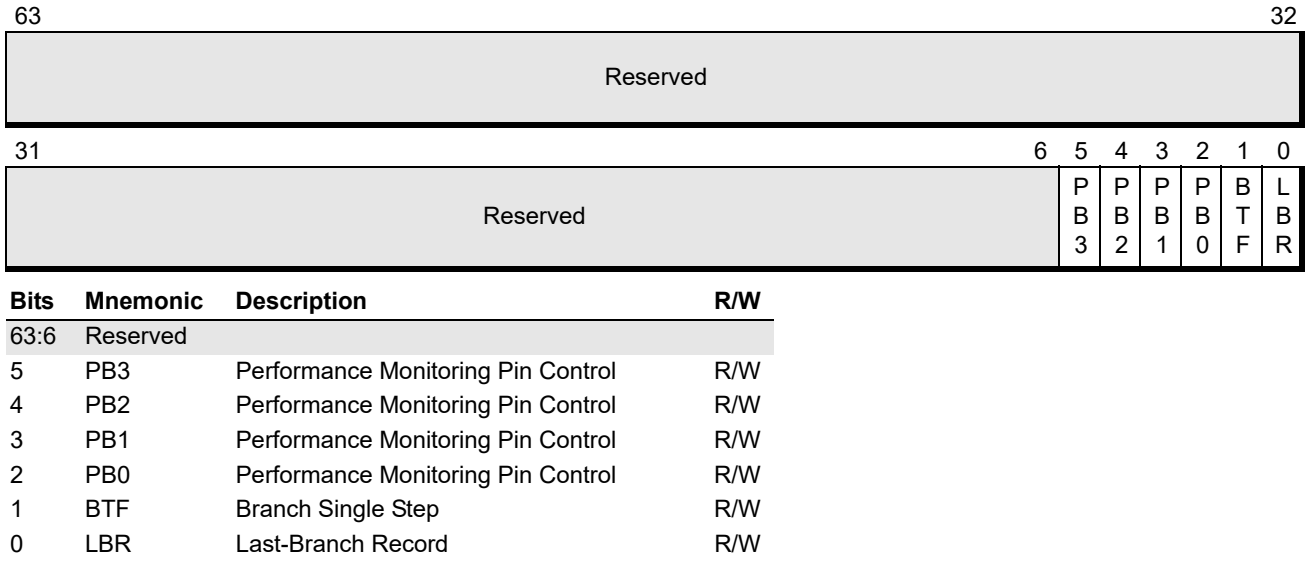 63 32
Reserved
31 6 5 4 3 2 1 0
Reserved
P P P P B L
B B B B T B
3 2 1 0 F R
Bits Mnemonic Description R/W
63:6 Reserved
5 PB3 Performance Monitoring Pin Control R/W
4 PB2 Performance Monitoring Pin Control R/W
3 PB1 Performance Monitoring Pin Control R/W
2 PB0 Performance Monitoring Pin Control R/W
1 BTF Branch Single Step R/W
0 LBR Last-Branch Record R/W